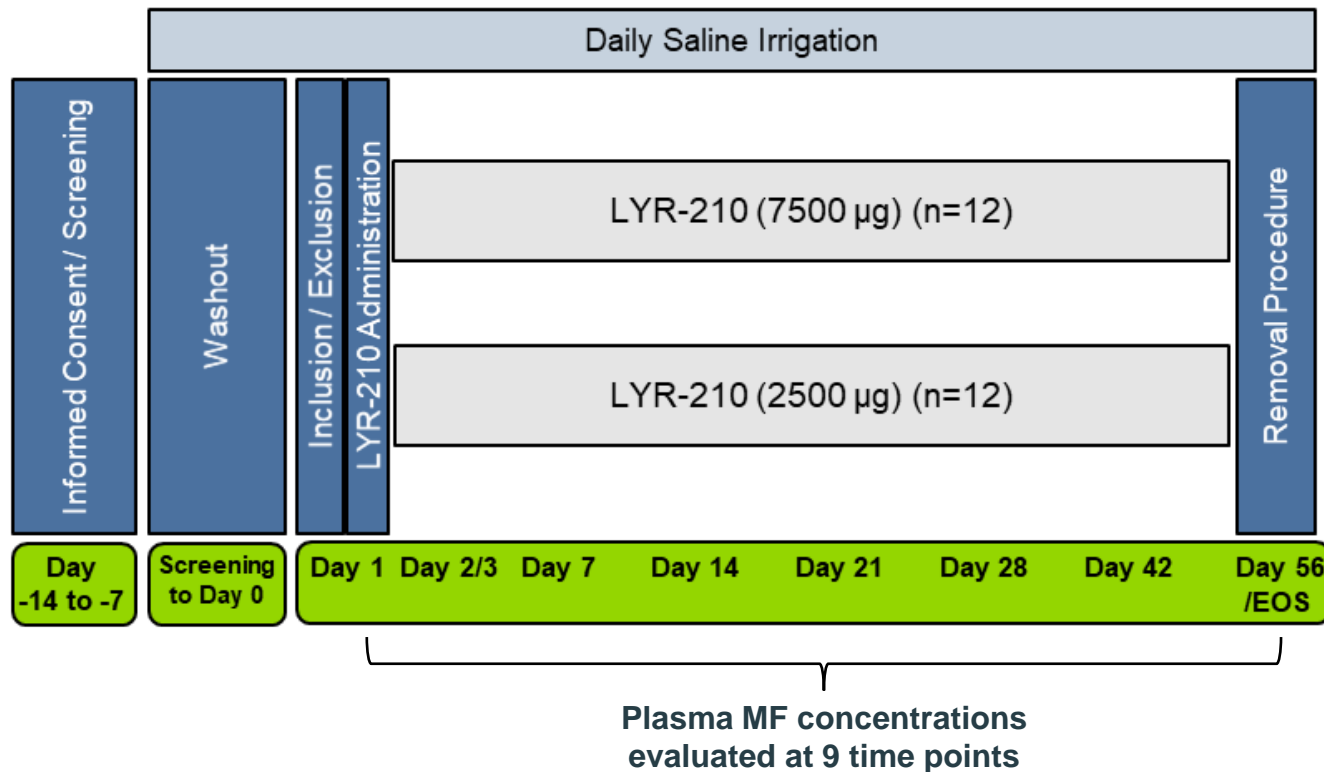 Daily Saline Irrigation
Informed Consent / Screening
Washout
Inclusion / Exclusion
LYR-210 Administration
LYR-210 (7500 µg) (n=12)
LYR-210 (2500 µg) (n=12)
Removal Procedure
Day
-14 to -7
Screening
to Day 0
Day 1
Day 2/3
Day 7
Day 14
Day 21
Day 28
Day 42
Day 56
/EOS
Plasma MF concentrations
evaluated at 9 time points